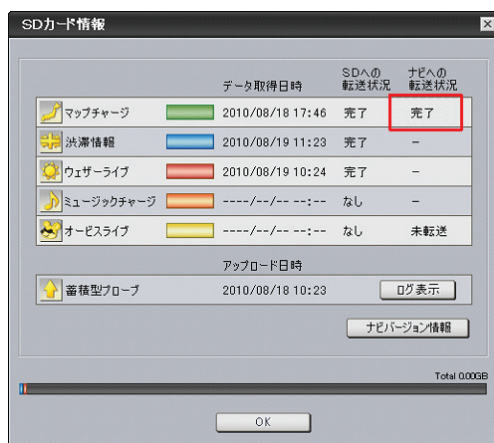 SDカード情報
データ取得日時 SDへの転送状況 ナビへの転送状況
マップチャージ 2010/08/18 17:46 完了 完了
渋滞情報 2010/08/19 11:23 完了 -
ウェザーライブ 2010/08/19 10:24 完了 -
ミュージックチャージ ----/--/-- --:-- なし -
オービスライブ ----/--/-- --:-- なし 未転送
アップロード日時
蓄積型プローブ 2010/08/18 10:23 ログ表示
ナビバージョン情報
Total 0.00GB
OK